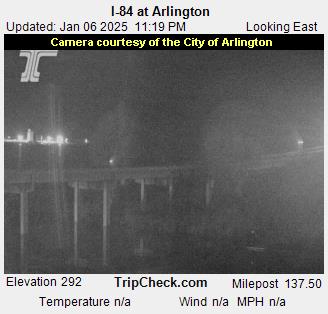 I-84 at Arlington
Updated: Jan 06 2025 11:19 PM Looking East
Camera courtesy of the City of Arlington
Elevation 292 TripCheck.com Milepost 137.50
Temperature n/a Wind n/a MPH n/a